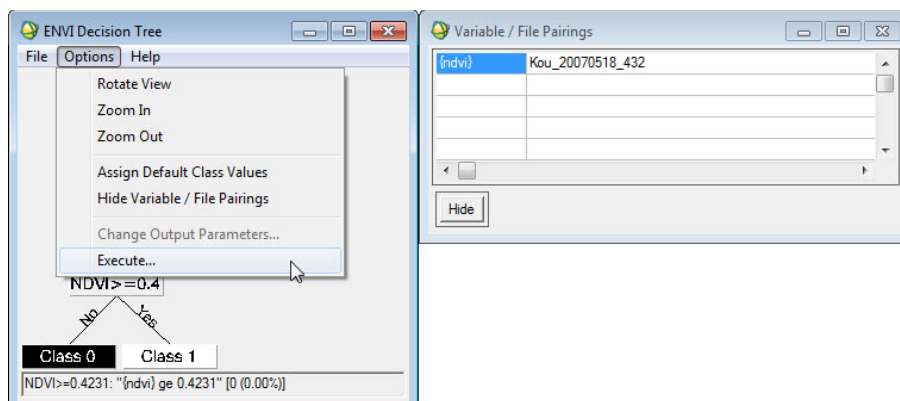 ENVI Decision Tree
File Options Help
Rotate View
Zoom In
Zoom Out
Assign Default Class Values
Hide Variable / File Pairings
Change Output Parameters...
Execute...
NDVI>=0.4
No Yes
Class 0 Class 1
NDVI>=0.4231: "{ndvi} ge 0.4231" [0 (0.00%)]
Variable / File Pairings
{ndvi} Kou_20070518_432
Hide